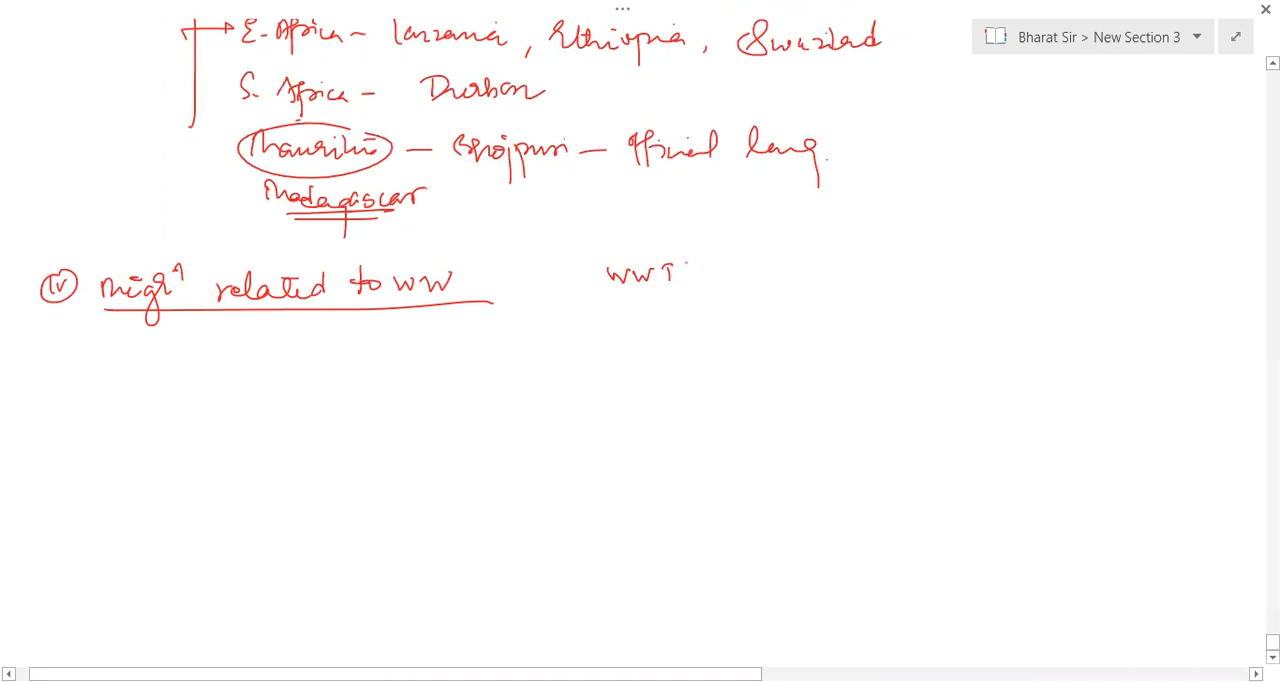 ...
Bharat Sir > New Section 3
E. Africa - Tanzania, Ethiopia, Swaziland
S. Africa - Durban
Mauritius - Bhojpuri - official lang.
Madagascar
(iv) Migrⁿ related to WW
WWI